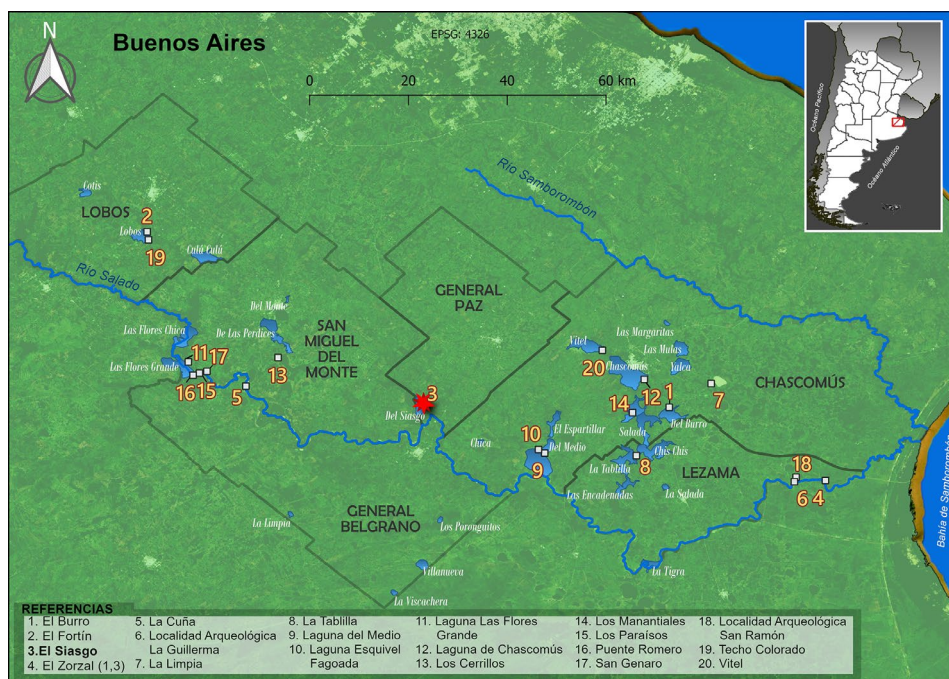 N
Buenos Aires
EPSG: 4326
0 20 40 60 km
Océano Pacífico
Océano Atlántico
Río Samborombón
Cotis
LOBOS
2
Lobos
19
Culú Culú
Río Salado
GENERAL
PAZ
Del Monte
SAN
MIGUEL
DEL
MONTE
Las Flores Chica
De Las Perdices
Las Margaritas
Vitel
Las Mulas
20
Chascomús
Yalca
Las Flores Grande
11
17
13
16
15
5
3
Del Siasgo
12
1
7
CHASCOMÚS
14
El Espartillar
Salada
Del Burro
10
Chica
Del Medio
9
8
Chis Chis
La Tablilla
LEZAMA
18
Las Encadenadas
La Salada
6
4
GENERAL
BELGRANO
La Limpia
Los Poronguitos
Villanueva
La Tigra
La Viscachera
Bahía de Samborombón
REFERENCIAS
1. El Burro
2. El Fortín
3.El Siasgo
4. El Zorzal (1,3)
5. La Cuña
6. Localidad Arqueológica
La Guillerma
7. La Limpia
8. La Tablilla
9. Laguna del Medio
10. Laguna Esquivel
Fagoada
11. Laguna Las Flores
Grande
12. Laguna de Chascomús
13. Los Cerrillos
14. Los Manantiales
15. Los Paraísos
16. Puente Romero
17. San Genaro
18. Localidad Arqueológica
San Ramón
19. Techo Colorado
20. Vitel